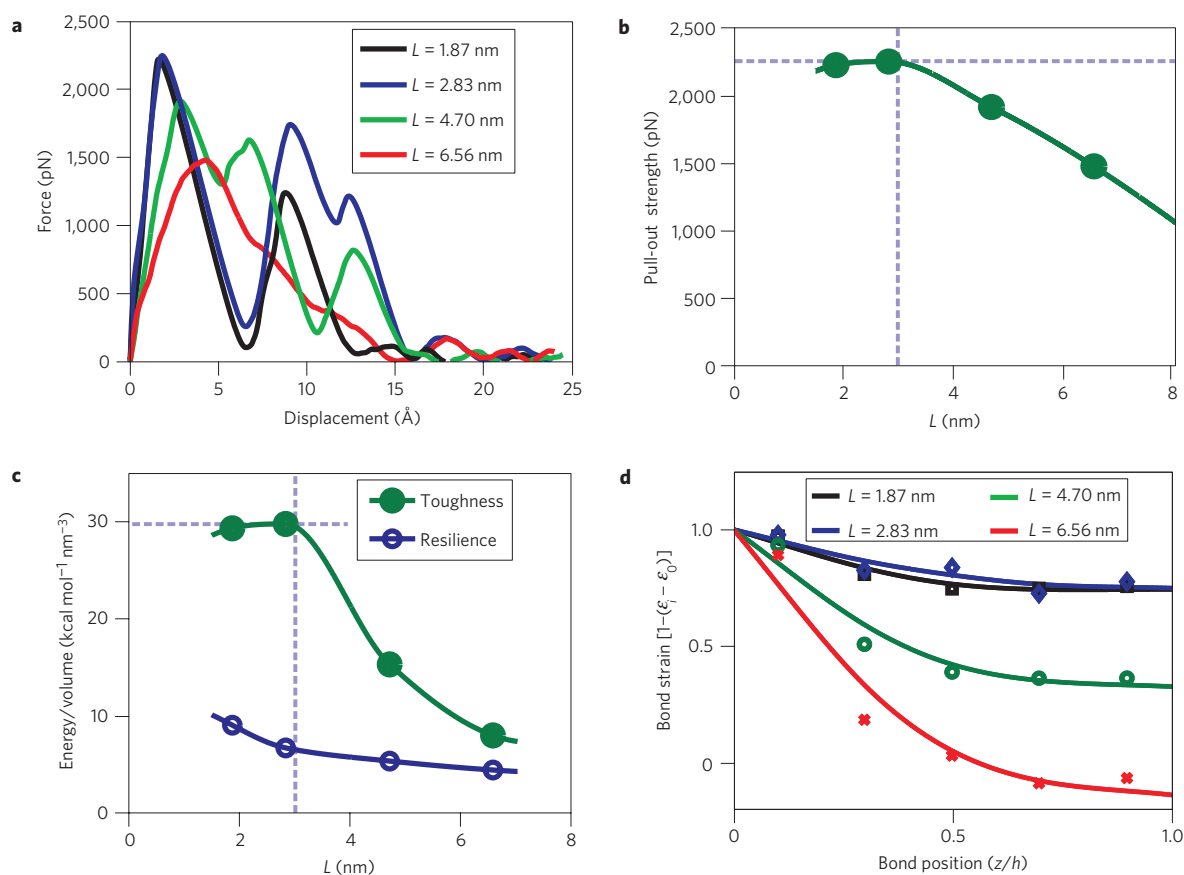 a
2,500
2,000
1,500
1,000
500
0
Force (pN)
0 5 10 15 20 25
Displacement (Å)
L = 1.87 nm
L = 2.83 nm
L = 4.70 nm
L = 6.56 nm
b
2,500
2,000
1,500
1,000
500
0
Pull-out strength (pN)
0 2 4 6 8
L (nm)
c
30
20
10
0
Energy/volume (kcal mol⁻¹ nm⁻³)
0 2 4 6 8
L (nm)
Toughness
Resilience
d
1.0
0.5
0
Bond strain [1–(εi – ε0)]
0 0.5 1.0
Bond position (z/h)
L = 1.87 nm
L = 4.70 nm
L = 2.83 nm
L = 6.56 nm